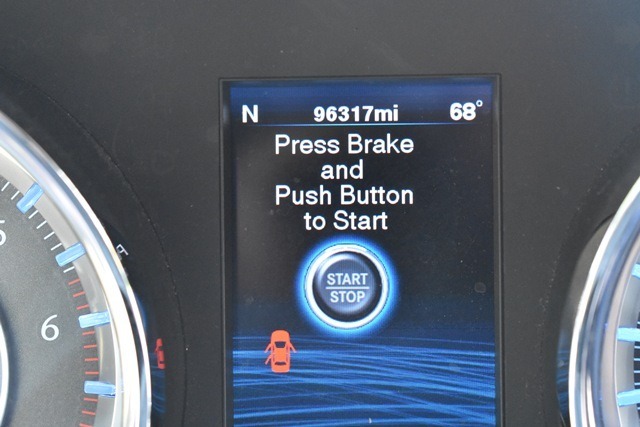 N 96317mi 68°
Press Brake
and
Push Button
to Start
START
STOP
6